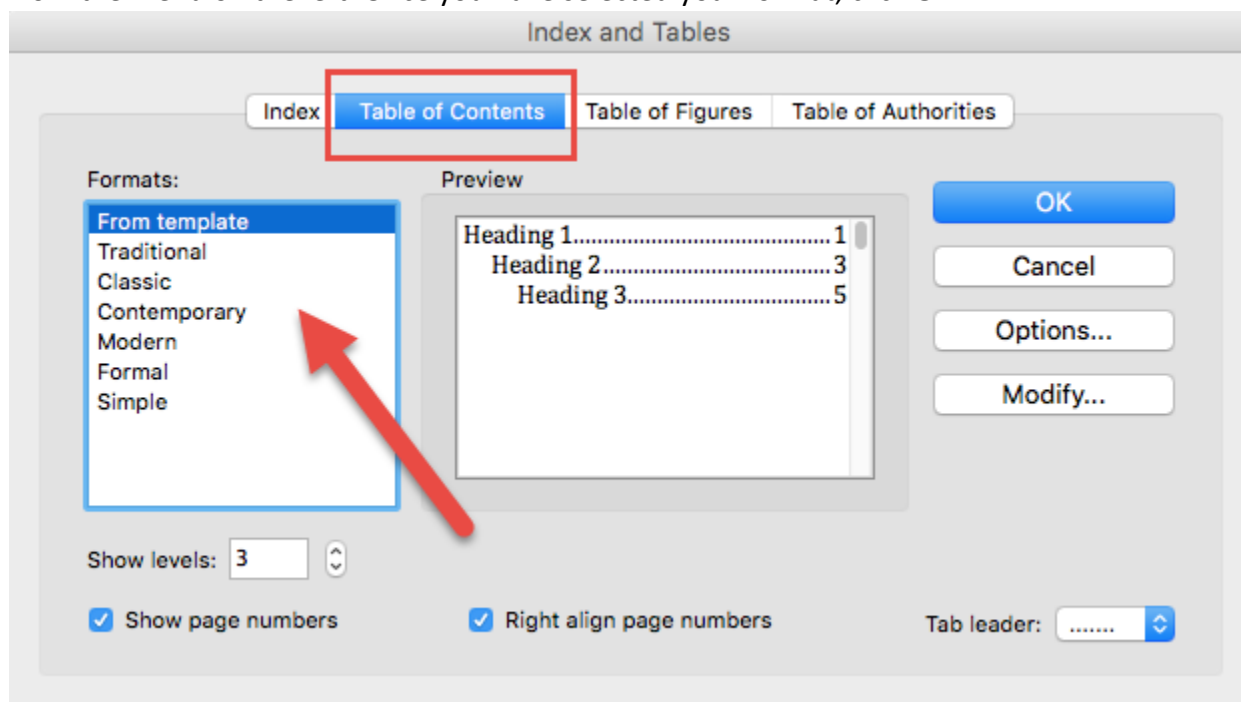 Index and Tables
Index Table of Contents Table of Figures Table of Authorities
Formats:
From template
Traditional
Classic
Contemporary
Modern
Formal
Simple
Preview
Heading 1.......................................... 1
Heading 2..................................... 3
Heading 3................................. 5
OK
Cancel
Options...
Modify...
Show levels: 3
Show page numbers
Right align page numbers
Tab leader: .......